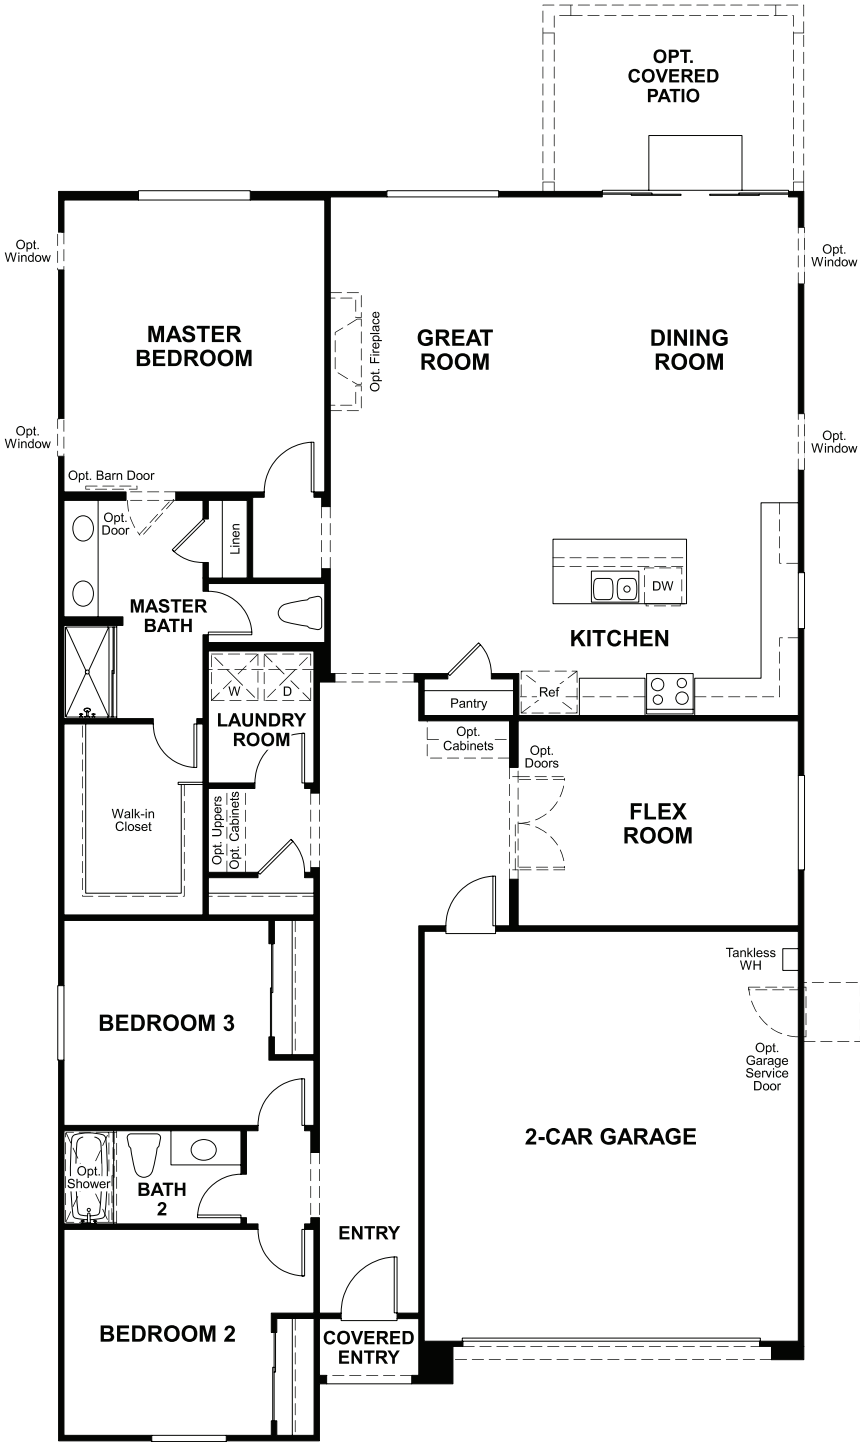 OPT.
COVERED
PATIO
Opt.
Window
Opt.
Window
MASTER
BEDROOM
Opt. Fireplace
GREAT
ROOM
DINING
ROOM
Opt.
Window
Opt.
Window
Opt. Barn Door
Opt.
Door
Linen
DW
MASTER
BATH
KITCHEN
W
D
Pantry
Ref
LAUNDRY
ROOM
Opt.
Cabinets
Opt.
Doors
Walk-in
Closet
Opt. Uppers
Opt. Cabinets
FLEX
ROOM
Tankless
WH
BEDROOM 3
Opt.
Garage
Service
Door
2-CAR GARAGE
Opt.
Shower
BATH
2
ENTRY
BEDROOM 2
COVERED
ENTRY